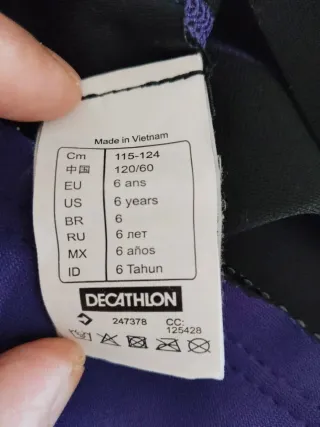 Made in Vietnam
Cm 115-124
中国 120/60
EU 6 ans
US 6 years
BR 6
RU 6 лет
MX 6 años
ID 6 Tahun
DECATHLON
247378 CC: 125428